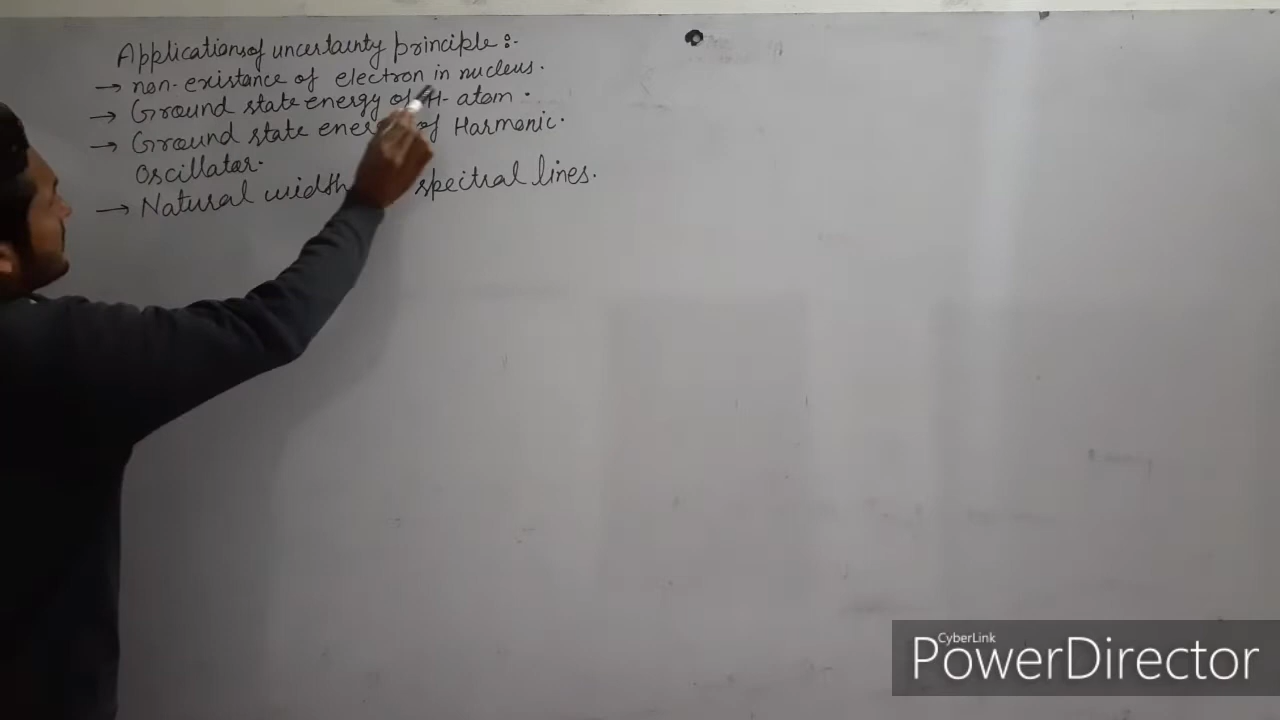 Applications of uncertainty principle :-
→ non-existance of electron in nucleus.
→ Ground state energy of H-atom.
→ Ground state energy of Harmonic.
Oscillator.
→ Natural width spectral lines.
CyberLink
PowerDirector